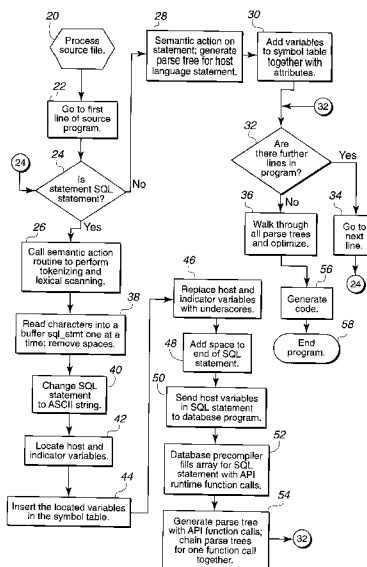 20
Process
source file.
22
Go to first
line of source
program.
24
24
Is
statement SQL
statement?
No
Yes
26
Call semantic action
routine to perform
tokenizing and
lexical scanning.
38
Read characters into a
buffer sql_stmt one at a
time; remove spaces.
40
Change SQL
statement
to ASCII string.
42
Locate host and
indicator variables.
44
Insert the located variables
in the symbol table.
28
Semantic action on
statement; generate
parse tree for host
language statement.
30
Add variables
to symbol table
together with
attributes.
32
32
Are
there further
lines in
program?
Yes
No
34
Go to
next
line.
24
36
Walk through
all parse trees
and optimize.
56
Generate
code.
58
End
program.
46
Replace host and
indicator variables
with underscores.
48
Add space to
end of SQL
statement.
50
Send host variables
in SQL statement
to database program.
52
Database precompiler
fills array for SQL
statement with API
runtime function calls.
54
Generate parse tree
with API function calls;
chain parse trees
for one function call
together.
32